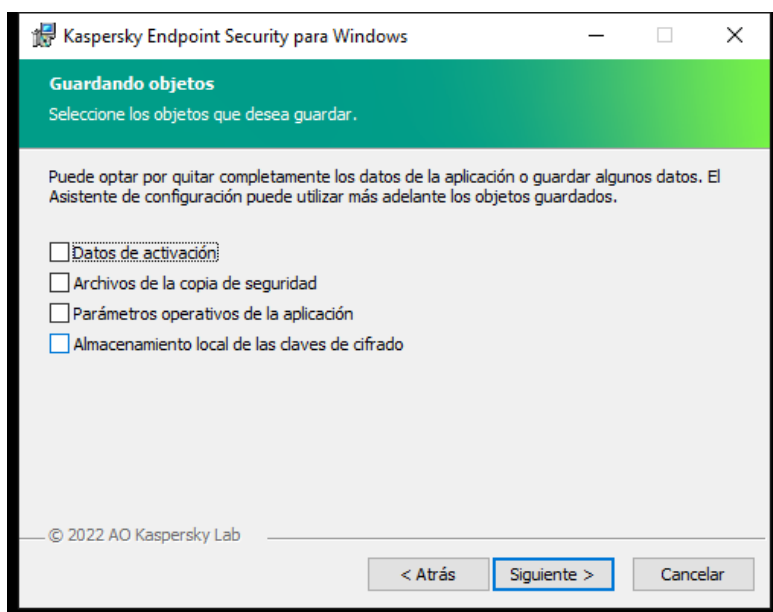 Kaspersky Endpoint Security para Windows
Guardando objetos
Seleccione los objetos que desea guardar.
Puede optar por quitar completamente los datos de la aplicación o guardar algunos datos. El
Asistente de configuración puede utilizar más adelante los objetos guardados.
Datos de activación
Archivos de la copia de seguridad
Parámetros operativos de la aplicación
Almacenamiento local de las claves de cifrado
© 2022 AO Kaspersky Lab
< Atrás Siguiente > Cancelar